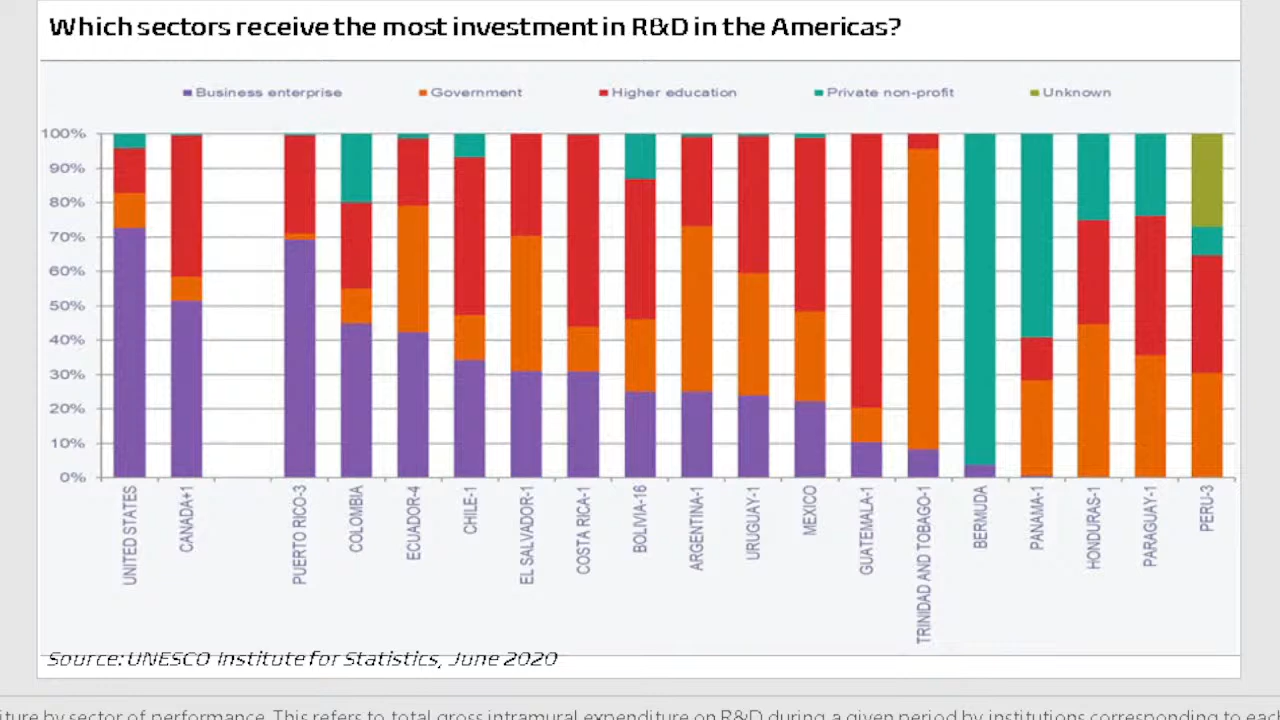 Which sectors receive the most investment in R&D in the Americas?
Business enterprise Government Higher education Private non-profit Unknown
100%
90%
80%
70%
60%
50%
40%
30%
20%
10%
0%
UNITED STATES
CANADA+1
PUERTO RICO-3
COLOMBIA
ECUADOR-4
CHILE-1
EL SALVADOR-1
COSTA RICA-1
BOLIVIA-16
ARGENTINA-1
URUGUAY-1
MEXICO
GUATEMALA-1
TRINIDAD AND TOBAGO-1
BERMUDA
PANAMA-1
HONDURAS-1
PARAGUAY-1
PERU-3
Source: UNESCO Institute for Statistics, June 2020
iture by sector of performance. This refers to total gross intramural expenditure on R&D during a given period by institutions corresponding to each